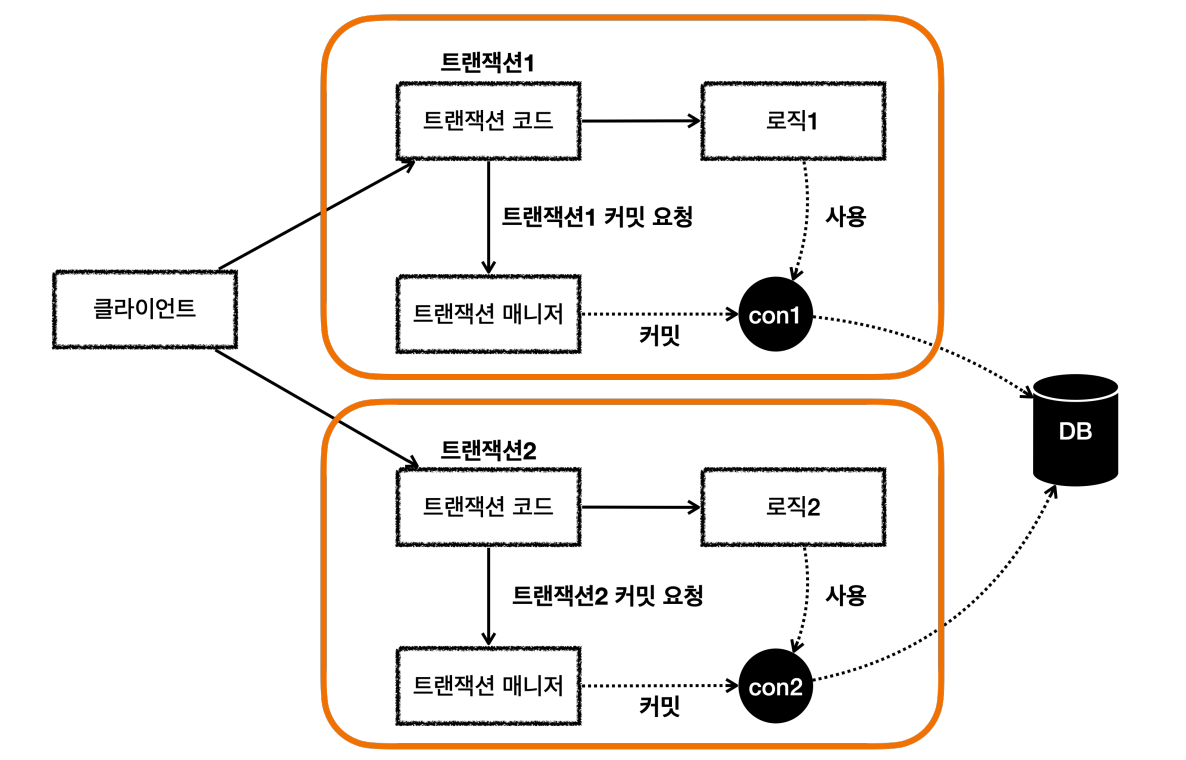 트랜잭션1
트랜잭션 코드
로직1
트랜잭션1 커밋 요청
사용
클라이언트
트랜잭션 매니저
커밋
con1
DB
트랜잭션2
트랜잭션 코드
로직2
트랜잭션2 커밋 요청
사용
트랜잭션 매니저
커밋
con2